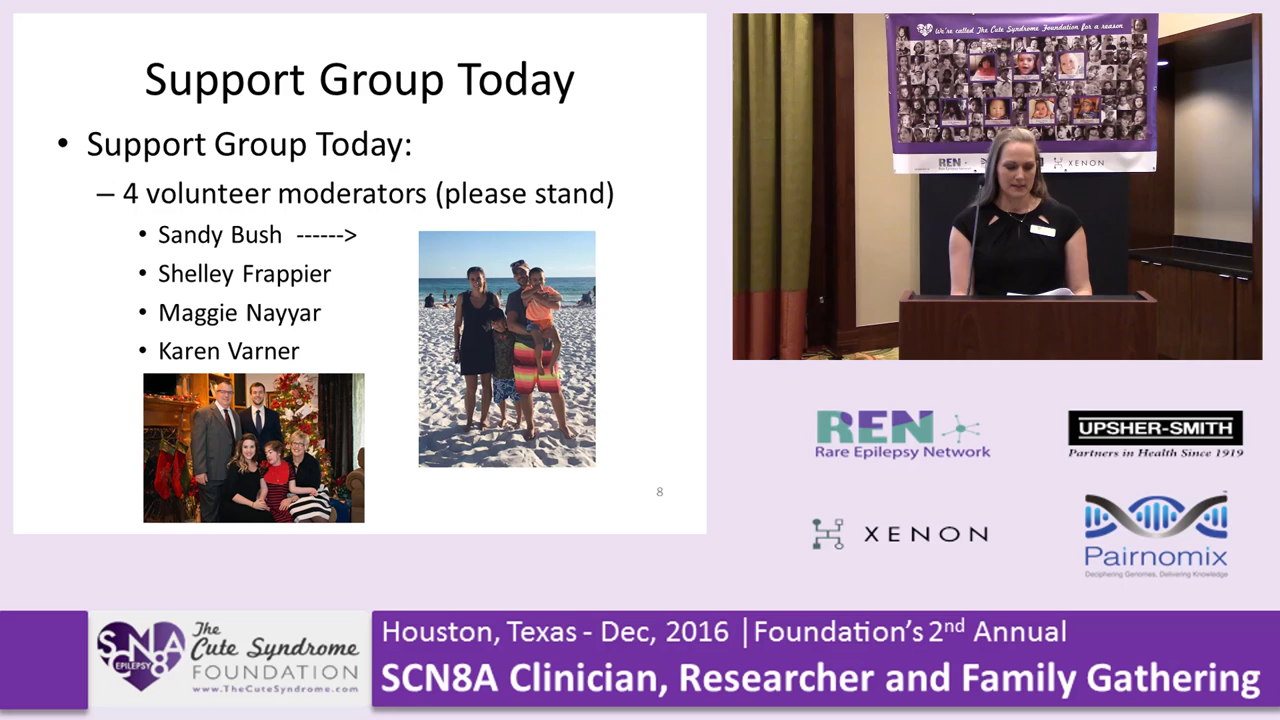 Support Group Today
• Support Group Today:
– 4 volunteer moderators (please stand)
• Sandy Bush ------>
• Shelley Frappier
• Maggie Nayyar
• Karen Varner
8
We're called The Cute Syndrome Foundation for a reason
REN
XENON
REN
Rare Epilepsy Network
UPSHER-SMITH
Partners in Health Since 1919
XENON
Pairnomix
Deciphering Genomes, Delivering Knowledge
SCN8A
EPILEPSY
The
Cute Syndrome
FOUNDATION
www.TheCuteSyndrome.com
Houston, Texas - Dec, 2016 | Foundation's 2nd Annual
SCN8A Clinician, Researcher and Family Gathering